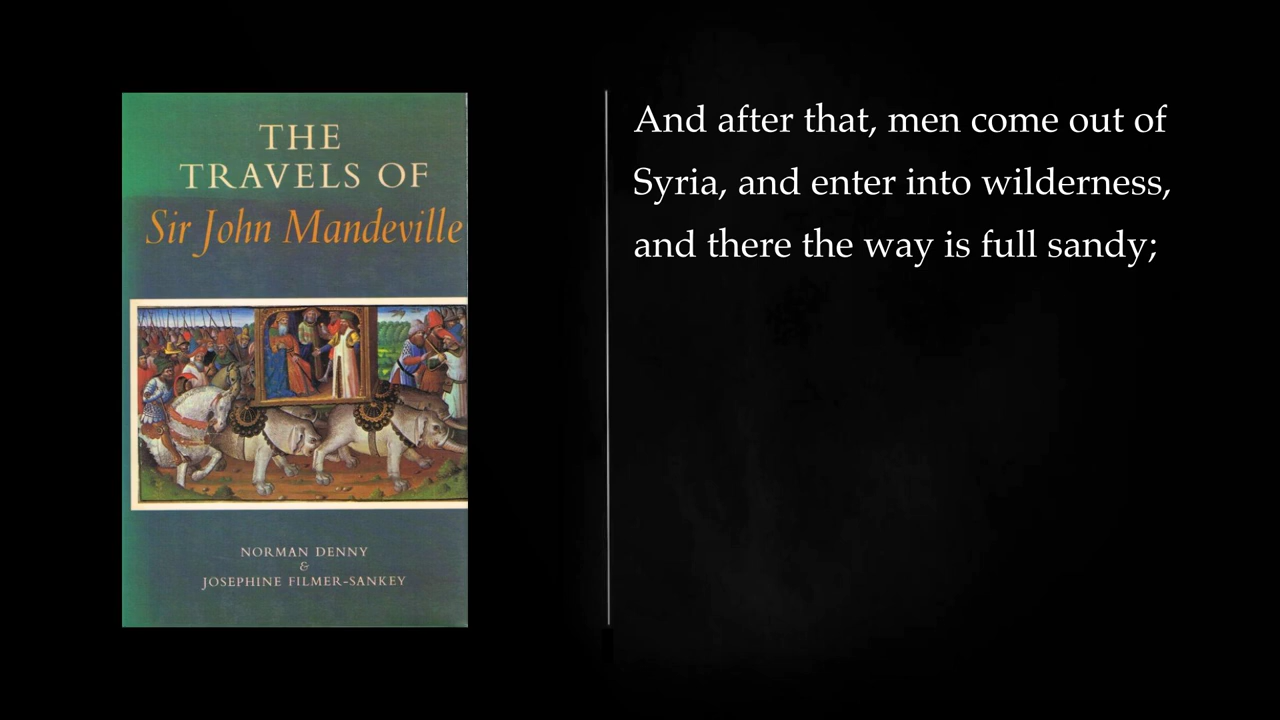 THE
TRAVELS OF
Sir John Mandeville
NORMAN DENNY
&
JOSEPHINE FILMER-SANKEY
And after that, men come out of
Syria, and enter into wilderness,
and there the way is full sandy;